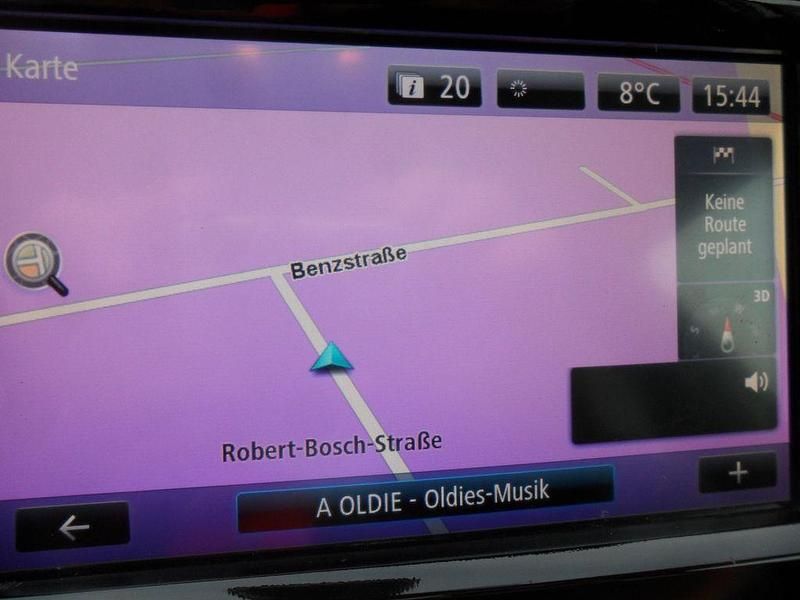 Karte
i 20
8°C
15:44
Keine
Route
geplant
Benzstraße
3D
Robert-Bosch-Straße
A OLDIE - Oldies-Musik